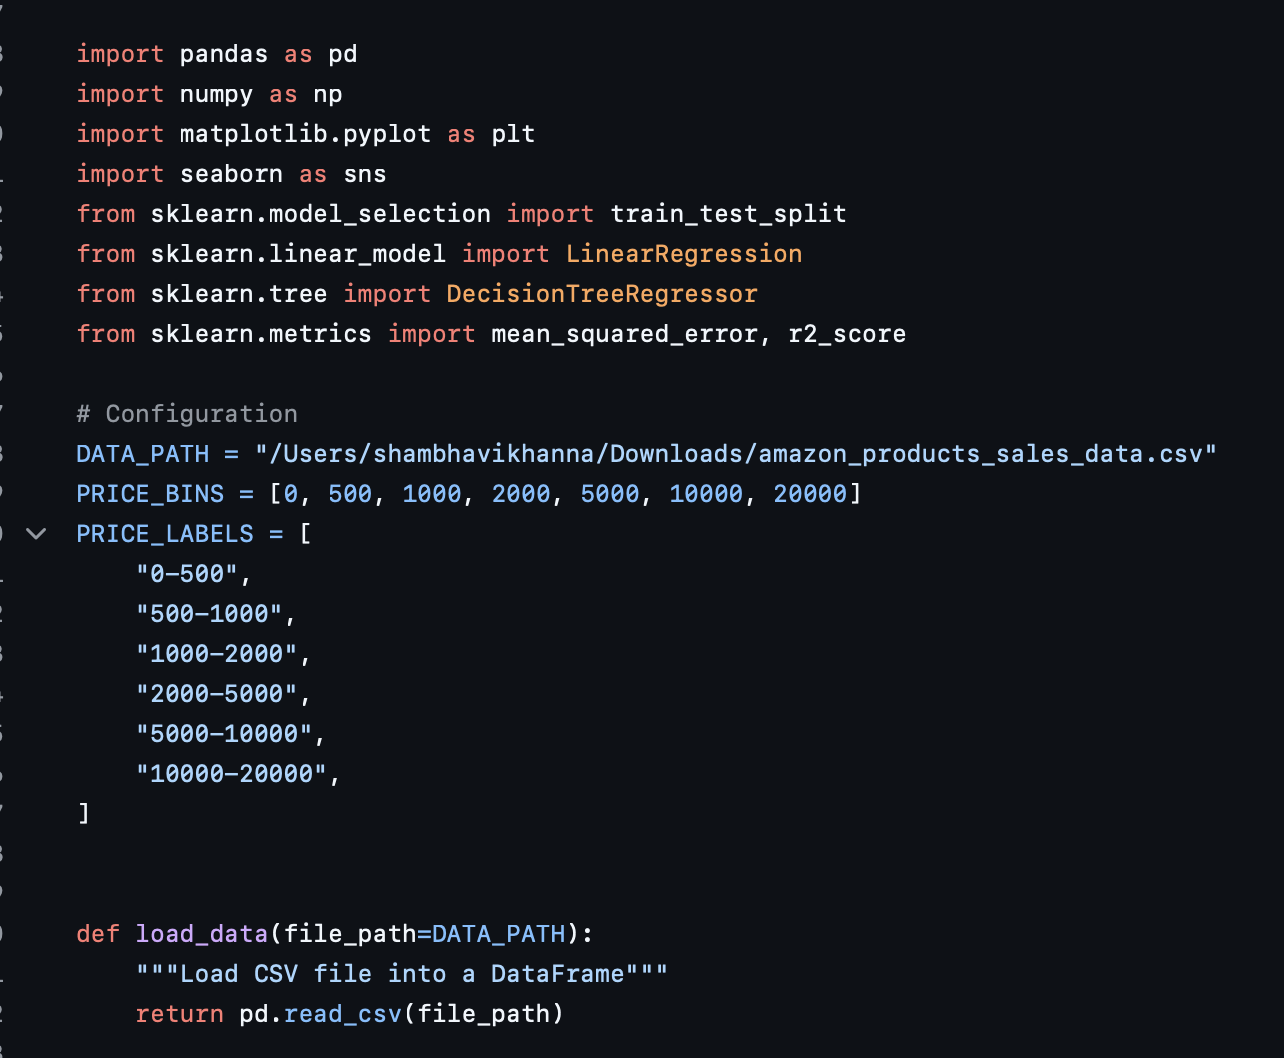 import pandas as pd
import numpy as np
import matplotlib.pyplot as plt
import seaborn as sns
from sklearn.model_selection import train_test_split
from sklearn.linear_model import LinearRegression
from sklearn.tree import DecisionTreeRegressor
from sklearn.metrics import mean_squared_error, r2_score
# Configuration
DATA_PATH = "/Users/shambhavikhanna/Downloads/amazon_products_sales_data.csv"
PRICE_BINS = [0, 500, 1000, 2000, 5000, 10000, 20000]
PRICE_LABELS = [
    "0–500",
    "500–1000",
    "1000–2000",
    "2000–5000",
    "5000–10000",
    "10000–20000",
]
def load_data(file_path=DATA_PATH):
    """Load CSV file into a DataFrame"""
    return pd.read_csv(file_path)